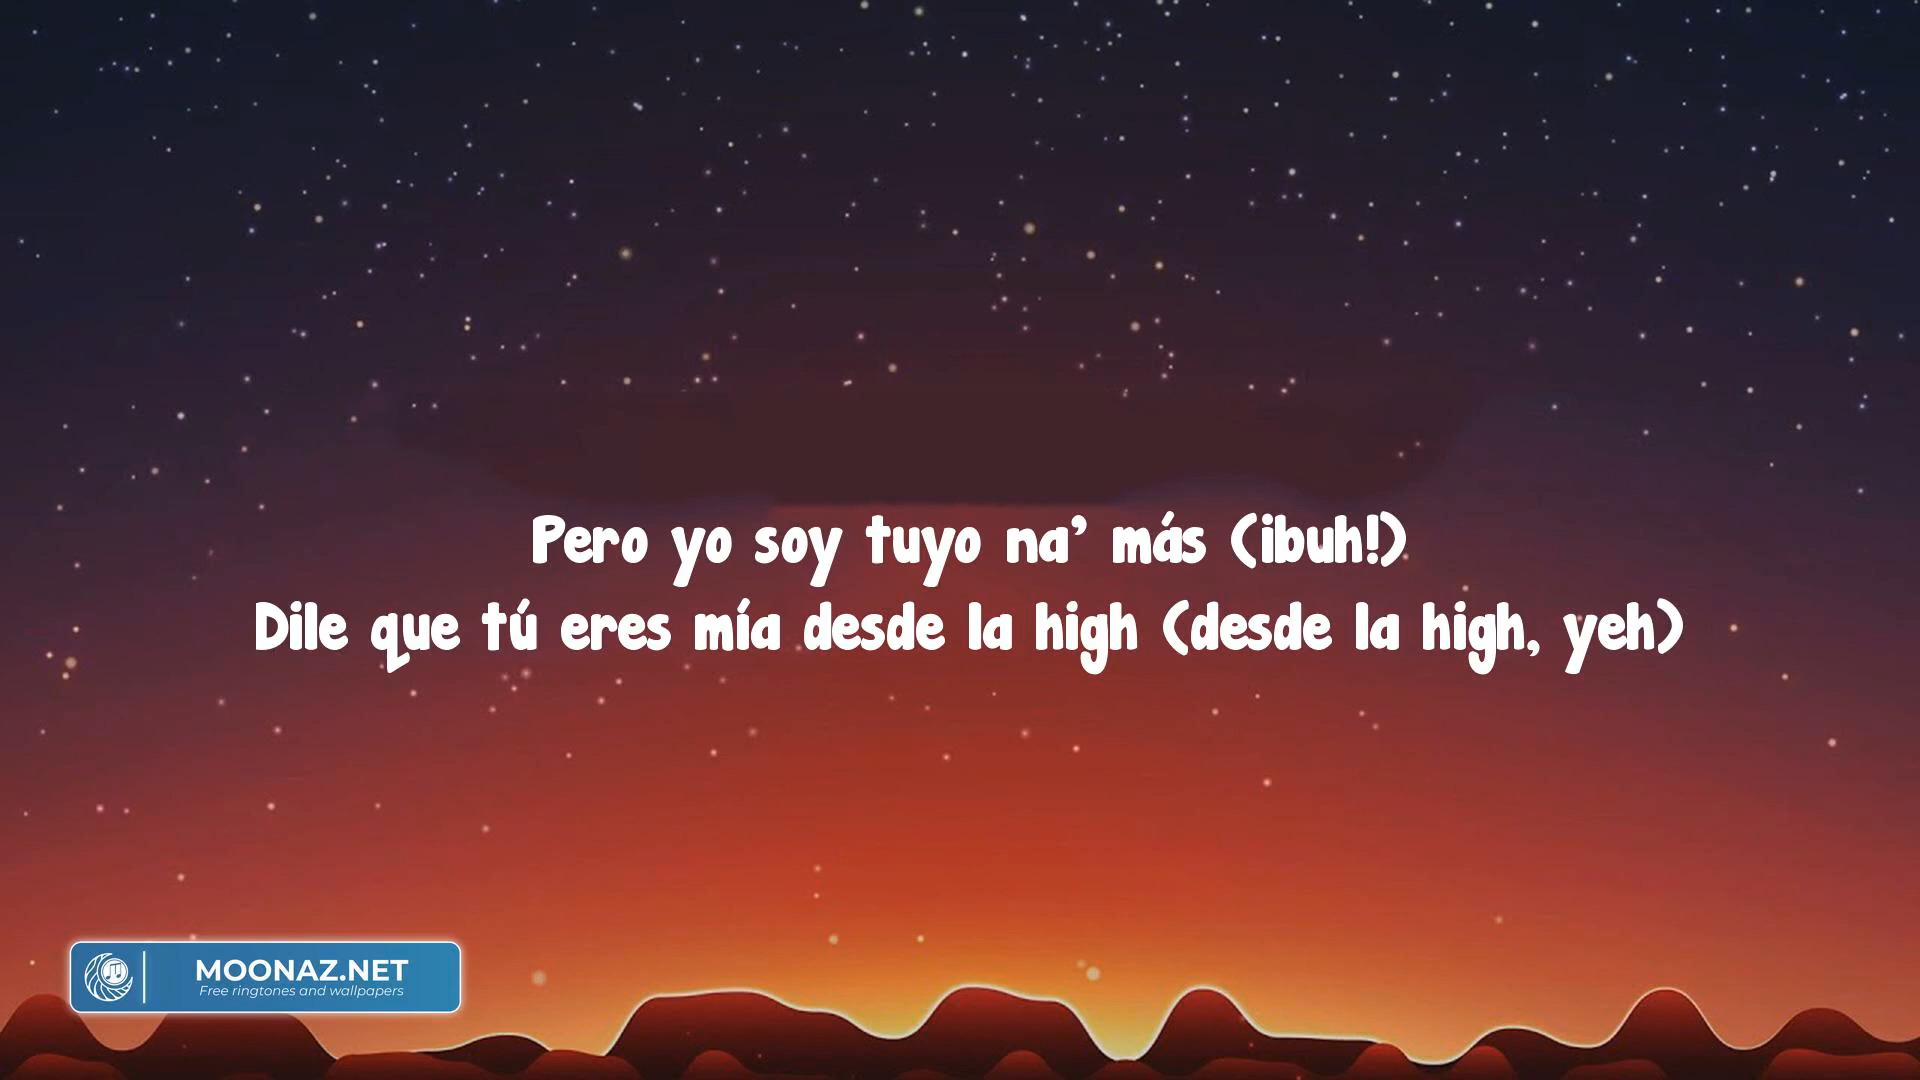 Pero yo soy tuyo na’ más (ibuh!)
Dile que tú eres mía desde la high (desde la high, yeh)
MOONAZ.NET
Free ringtones and wallpapers